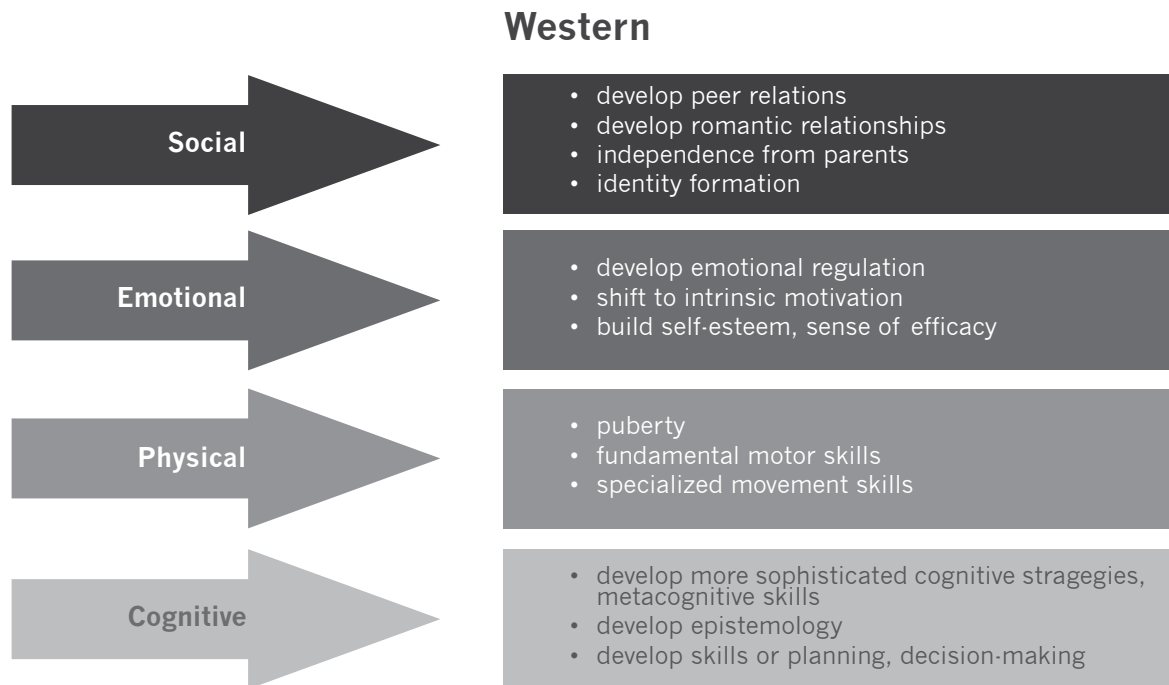 Western
Social
• develop peer relations
• develop romantic relationships
• independence from parents
• identity formation
Emotional
• develop emotional regulation
• shift to intrinsic motivation
• build self-esteem, sense of efficacy
Physical
• puberty
• fundamental motor skills
• specialized movement skills
Cognitive
• develop more sophisticated cognitive stragegies,
metacognitive skills
• develop epistemology
• develop skills or planning, decision-making